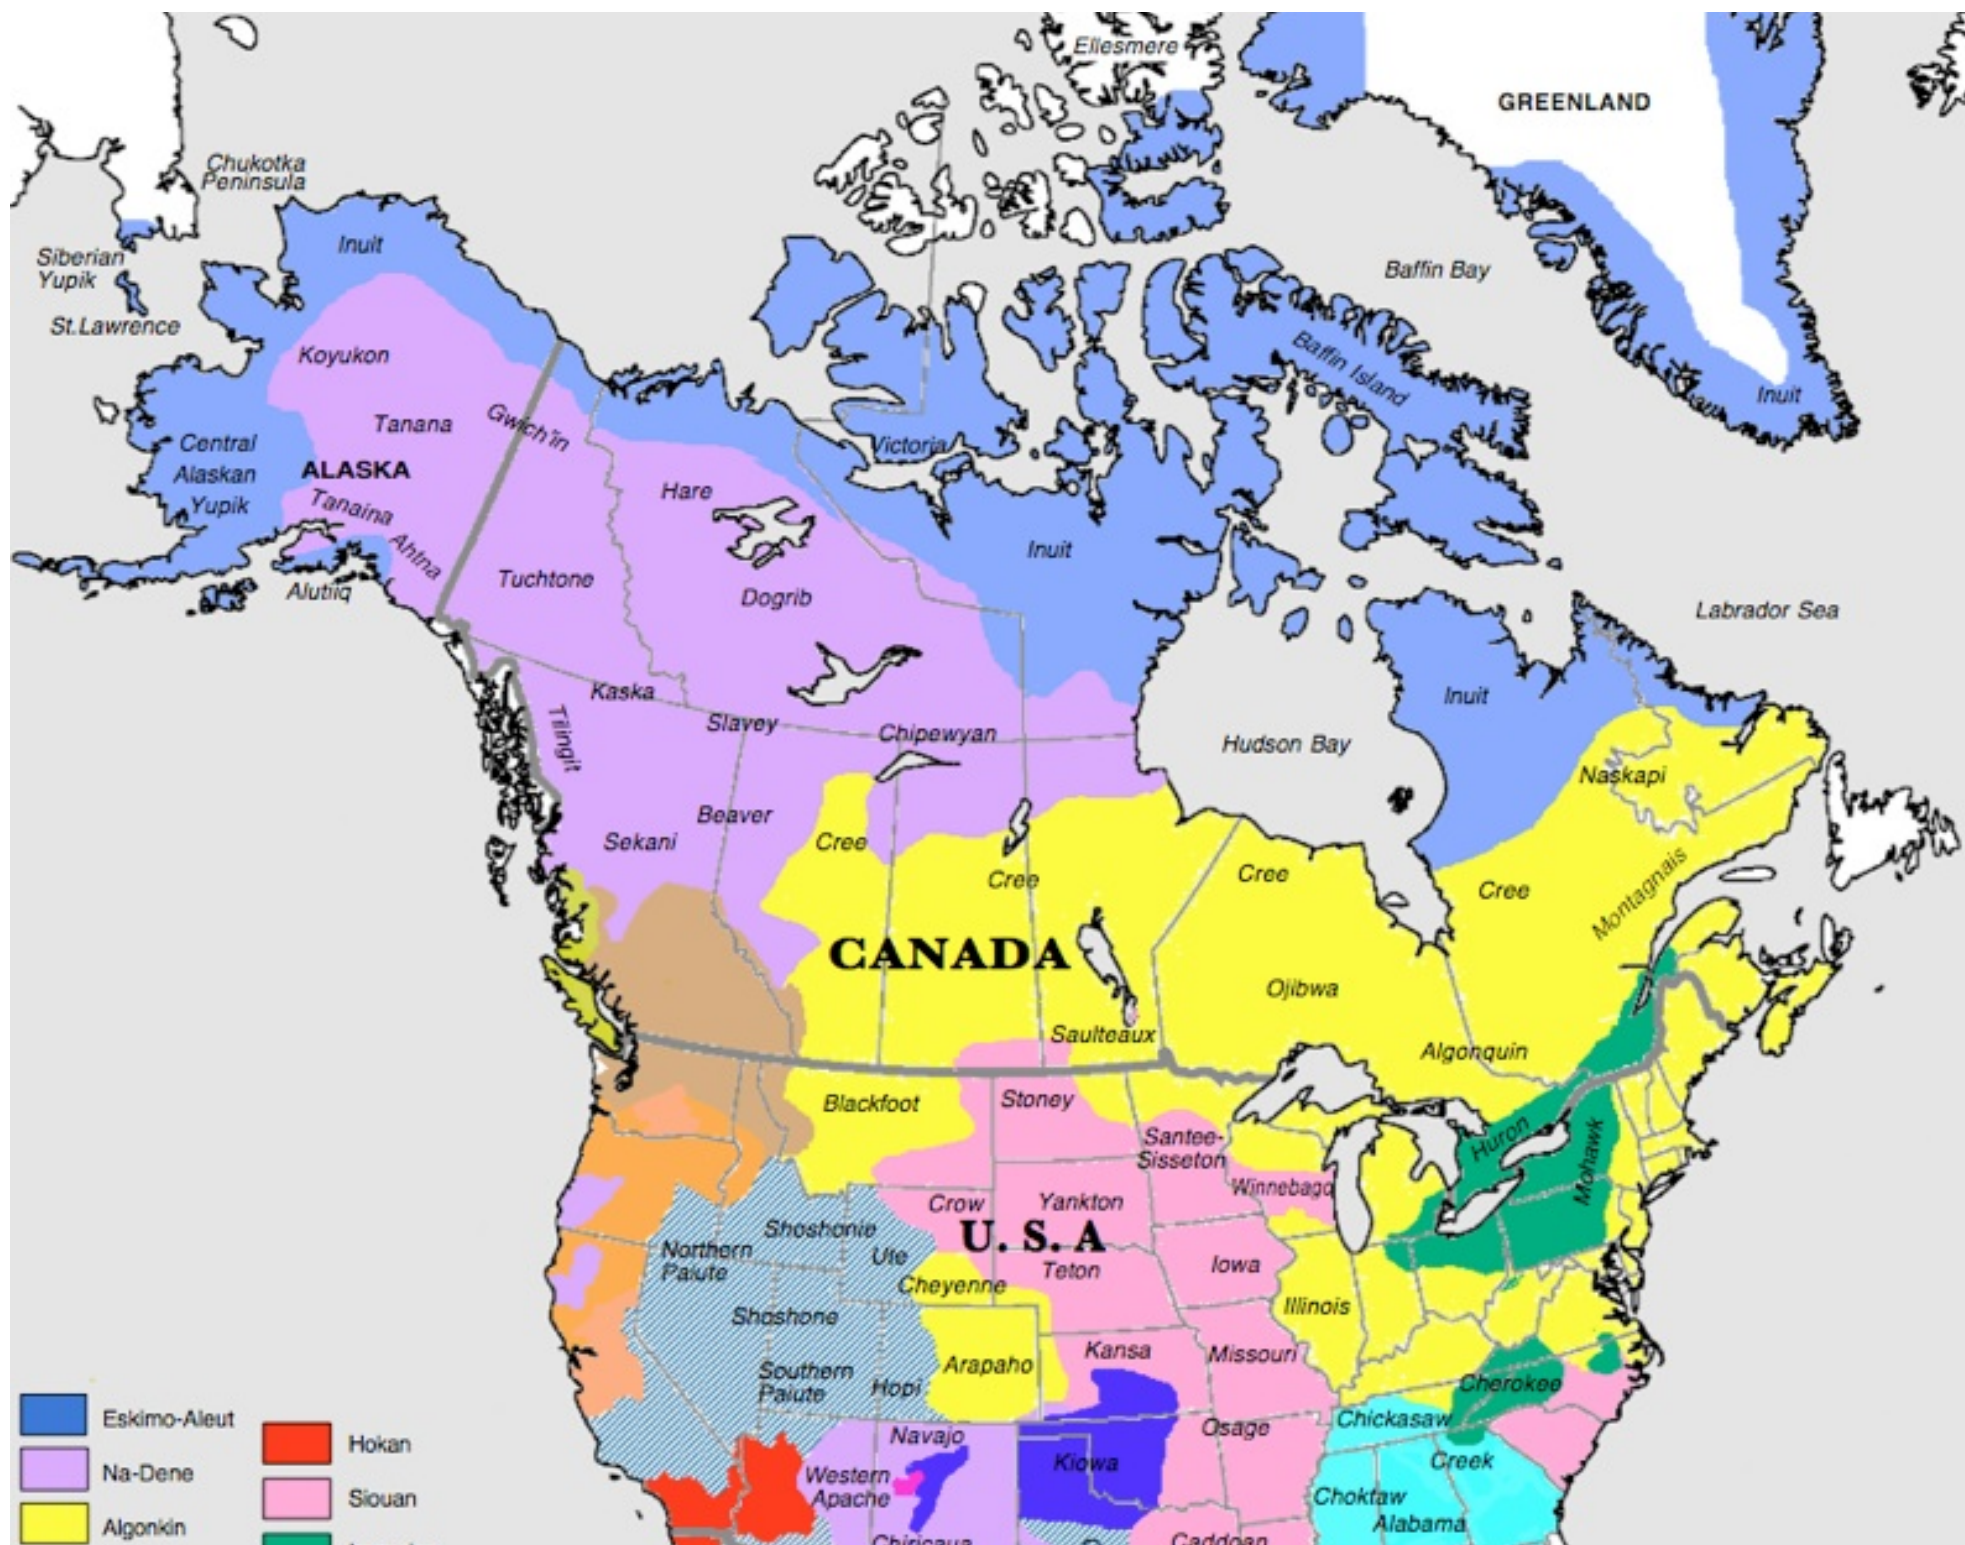 Ellesmere
GREENLAND
Chukotka
Peninsula
Inuit
Siberian
Yupik
St.Lawrence
Baffin Bay
Baffin Island
Koyukon
Inuit
Tanana
Gwich'in
Central
Alaskan
Yupik
Victoria
ALASKA
Hare
Tanaina
Ahtna
Inuit
Tuchtone
Alutiiq
Dogrib
Labrador Sea
Kaska
Inuit
Tlingit
Slavey
Chipewyan
Hudson Bay
Naskapi
Beaver
Sekani
Cree
Cree
Cree
Cree
Montagnais
CANADA
Ojibwa
Saulteaux
Algonquin
Blackfoot
Stoney
Santee-
Sisseton
Huron
Mohawk
Winnebago
Crow
Yankton
Shoshonie
U. S. A
Northern
Paiute
Ute
Teton
Iowa
Cheyenne
Illinois
Shoshone
Kansa
Missouri
Southern
Paiute
Hopi
Arapaho
Cherokee
Chickasaw
Osage
Navajo
Kiowa
Creek
Western
Apache
Choktaw
Alabama
Chiricaua
Caddoan
Eskimo-Aleut
Hokan
Na-Dene
Siouan
Algonkin